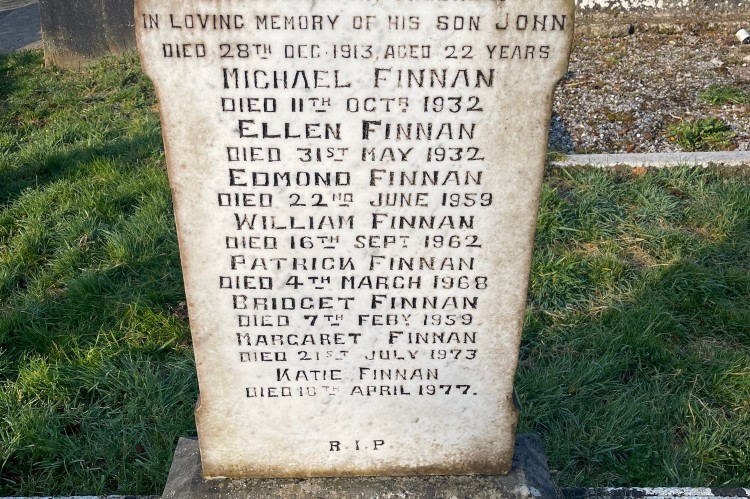 IN LOVING MEMORY OF HIS SON JOHN
DIED 28TH DEC. 1913, AGED 22 YEARS
MICHAEL FINNAN
DIED 11TH OCTR 1932
ELLEN FINNAN
DIED 31ST MAY 1932
EDMOND FINNAN
DIED 22ND JUNE 1959
WILLIAM FINNAN
DIED 16TH SEPT 1962
PATRICK FINNAN
DIED 4TH MARCH 1968
BRIDGET FINNAN
DIED 7TH FEBY 1959
MARGARET FINNAN
DIED 21ST JULY 1973
KATIE FINNAN
DIED APRIL 1977.
R.I.P